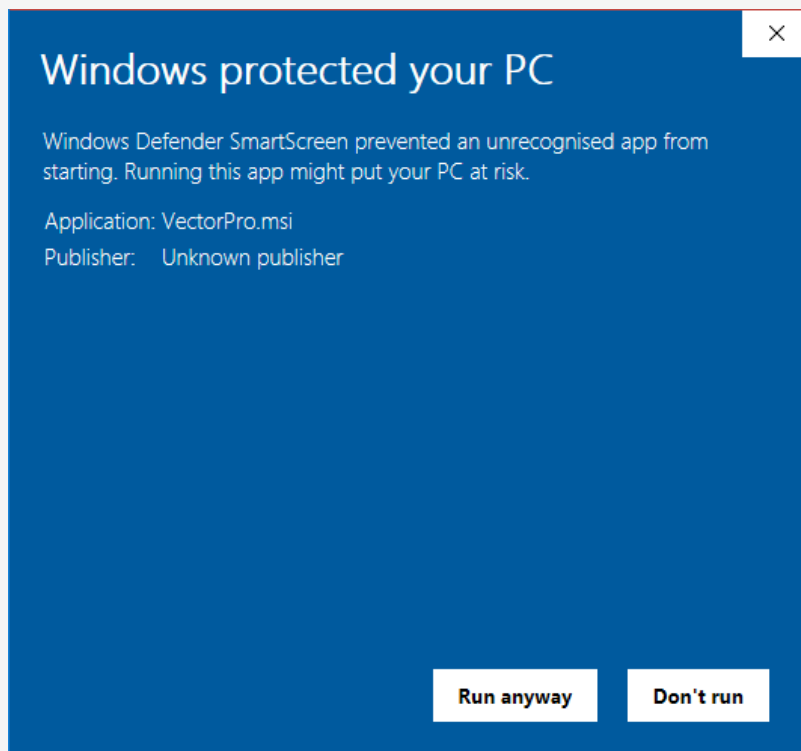 Windows protected your PC
Windows Defender SmartScreen prevented an unrecognised app from
starting. Running this app might put your PC at risk.
Application: VectorPro.msi
Publisher: Unknown publisher
Run anyway Don't run